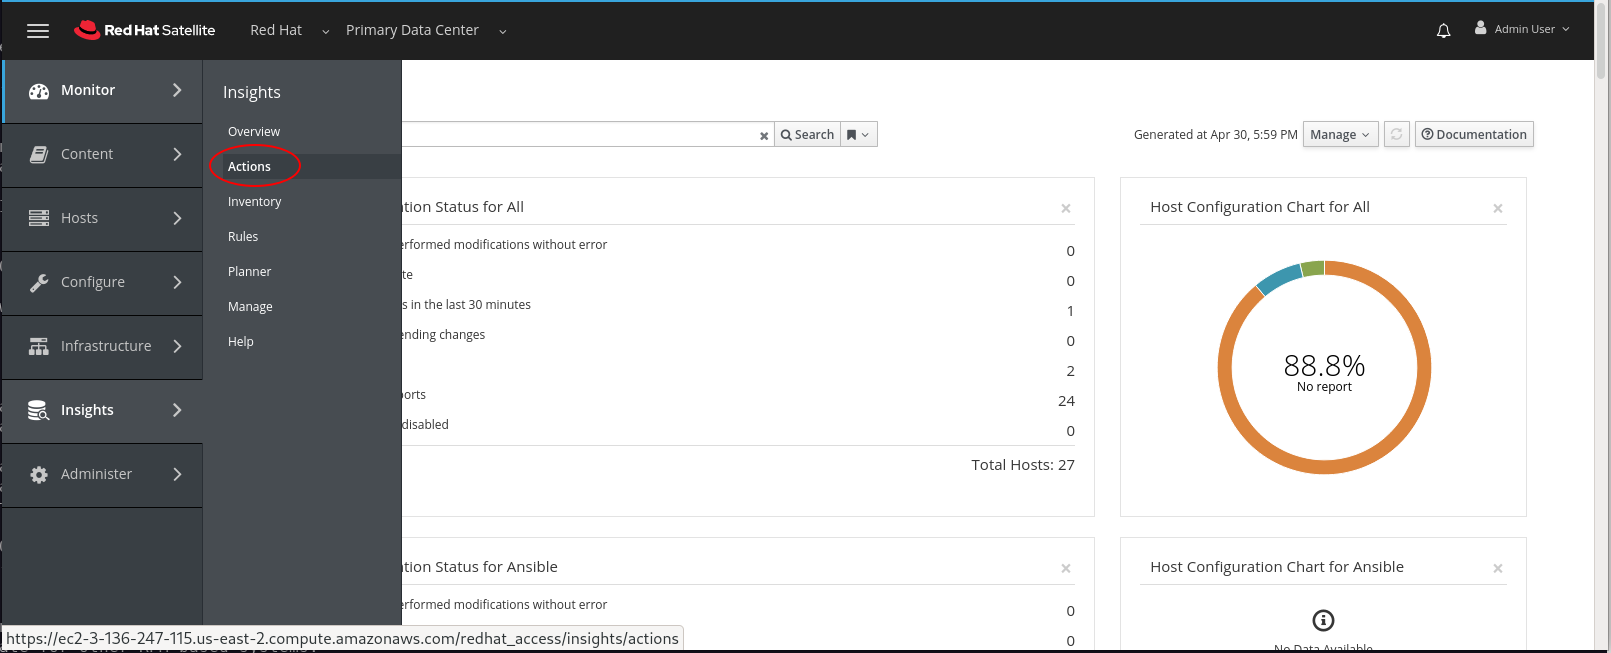 Red Hat Satellite Red Hat Primary Data Center Admin User
Monitor
Content
Hosts
Configure
Infrastructure
Insights
Administer
Insights
Overview
Actions
Inventory
Rules
Planner
Manage
Help
Search
Generated at Apr 30, 5:59 PM Manage Documentation
tion Status for All
erformed modifications without error 0
te 0
s in the last 30 minutes 1
ending changes 0
2
orts 24
disabled 0
Total Hosts: 27
Host Configuration Chart for All
88.8%
No report
tion Status for Ansible
erformed modifications without error 0
0
Host Configuration Chart for Ansible
No Data Available
https://ec2-3-136-247-115.us-east-2.compute.amazonaws.com/redhat_access/insights/actions